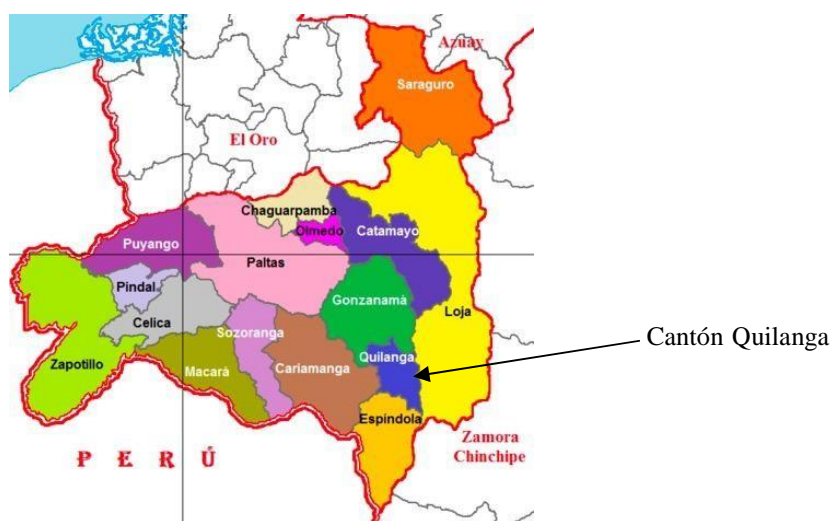 Azuay
Saraguro
El Oro
Chaguarpamba
Olmedo
Catamayo
Puyango
Paltas
Pindal
Gonzanamá
Loja
Celica
Sozoranga
Cantón Quilanga
Quilanga
Zapotillo
Macará
Cariamanga
Espíndola
Zamora
Chinchipe
P E R Ú